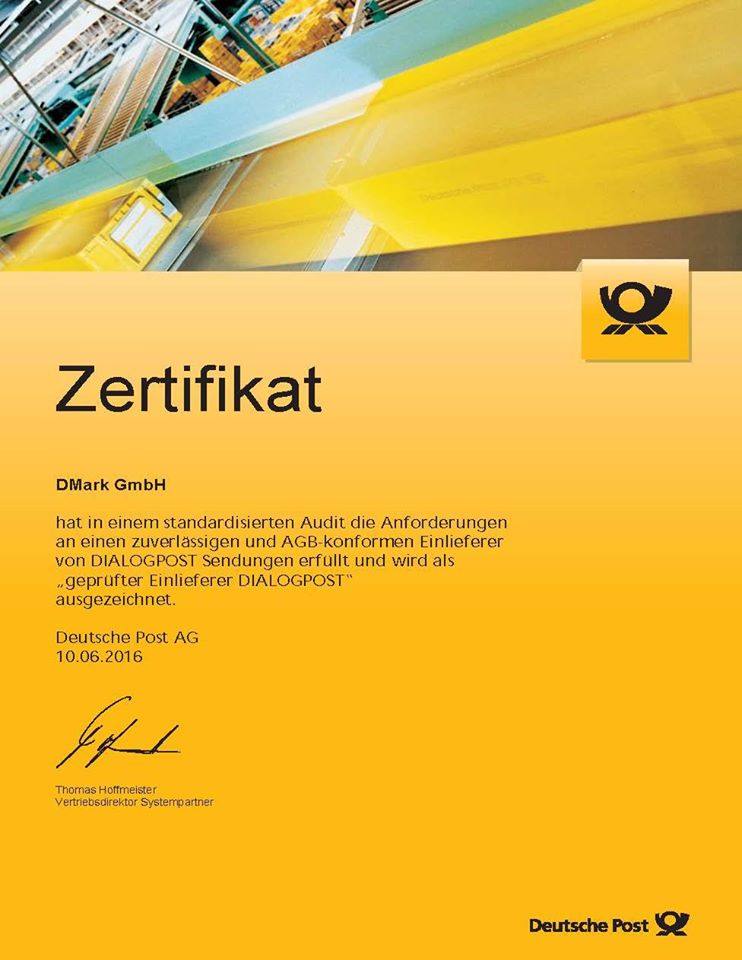 Zertifikat
DMark GmbH
hat in einem standardisierten Audit die Anforderungen
an einen zuverlässigen und AGB-konformen Einlieferer
von DIALOGPOST Sendungen erfüllt und wird als
„geprüfter Einlieferer DIALOGPOST“
ausgezeichnet.
Deutsche Post AG
10.06.2016
Thomas Hoffmeister
Vertriebsdirektor Systempartner
Deutsche Post